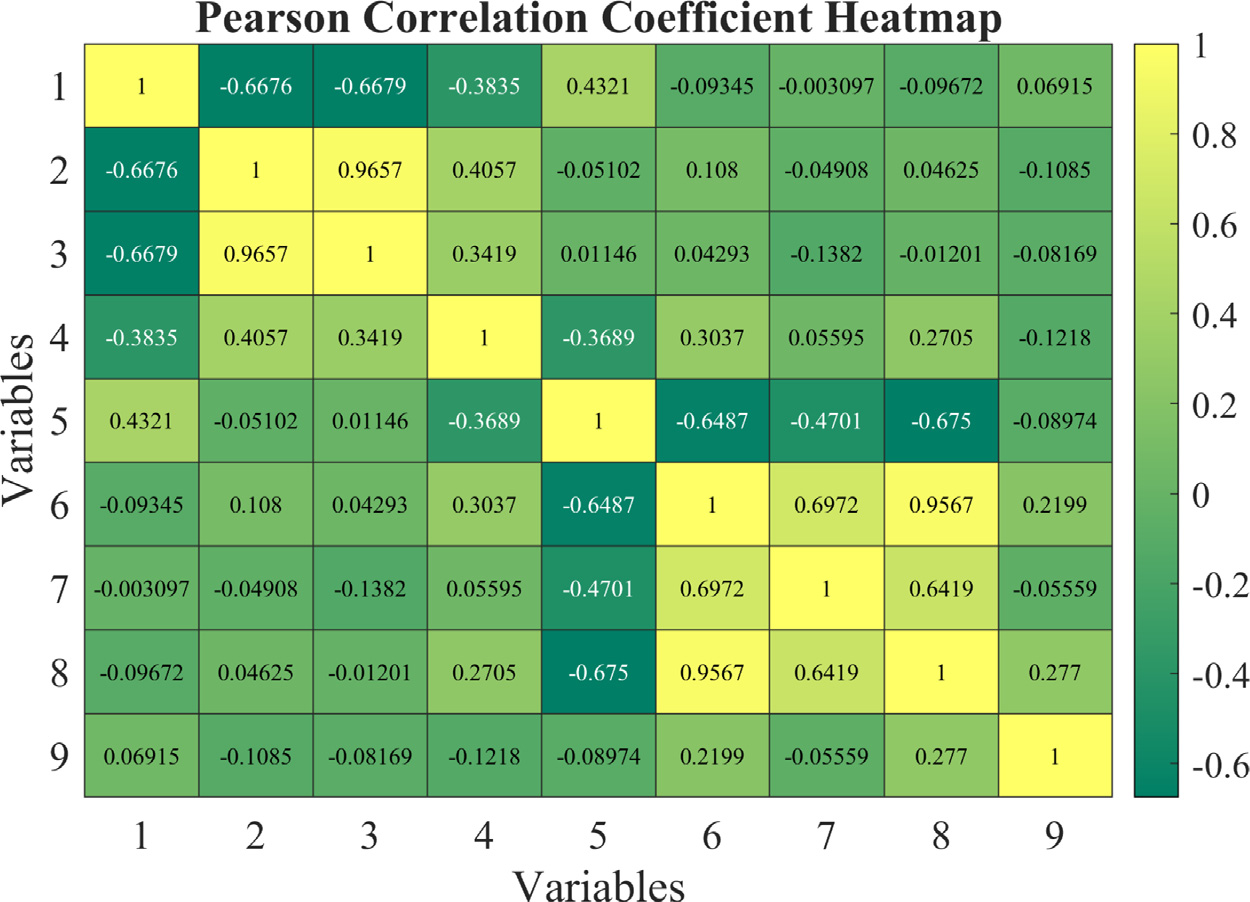 Pearson Correlation Coefficient Heatmap
1 1 -0.6676 -0.6679 -0.3835 0.4321 -0.09345 -0.003097 -0.09672 0.06915
2 -0.6676 1 0.9657 0.4057 -0.05102 0.108 -0.04908 0.04625 -0.1085
3 -0.6679 0.9657 1 0.3419 0.01146 0.04293 -0.1382 -0.01201 -0.08169
4 -0.3835 0.4057 0.3419 1 -0.3689 0.3037 0.05595 0.2705 -0.1218
5 0.4321 -0.05102 0.01146 -0.3689 1 -0.6487 -0.4701 -0.675 -0.08974
6 -0.09345 0.108 0.04293 0.3037 -0.6487 1 0.6972 0.9567 0.2199
7 -0.003097 -0.04908 -0.1382 0.05595 -0.4701 0.6972 1 0.6419 -0.05559
8 -0.09672 0.04625 -0.01201 0.2705 -0.675 0.9567 0.6419 1 0.277
9 0.06915 -0.1085 -0.08169 -0.1218 -0.08974 0.2199 -0.05559 0.277 1
1 2 3 4 5 6 7 8 9
Variables
Variables
1
0.8
0.6
0.4
0.2
0
-0.2
-0.4
-0.6